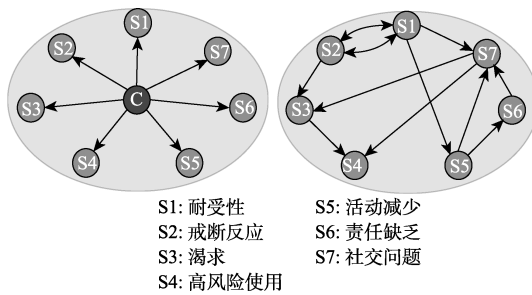 S1
S2
S7
C
S3
S6
S4
S5
S1
S2
S7
S3
S6
S4
S5
S1: 耐受性
S2: 戒断反应
S3: 渴求
S4: 高风险使用
S5: 活动减少
S6: 责任缺乏
S7: 社交问题